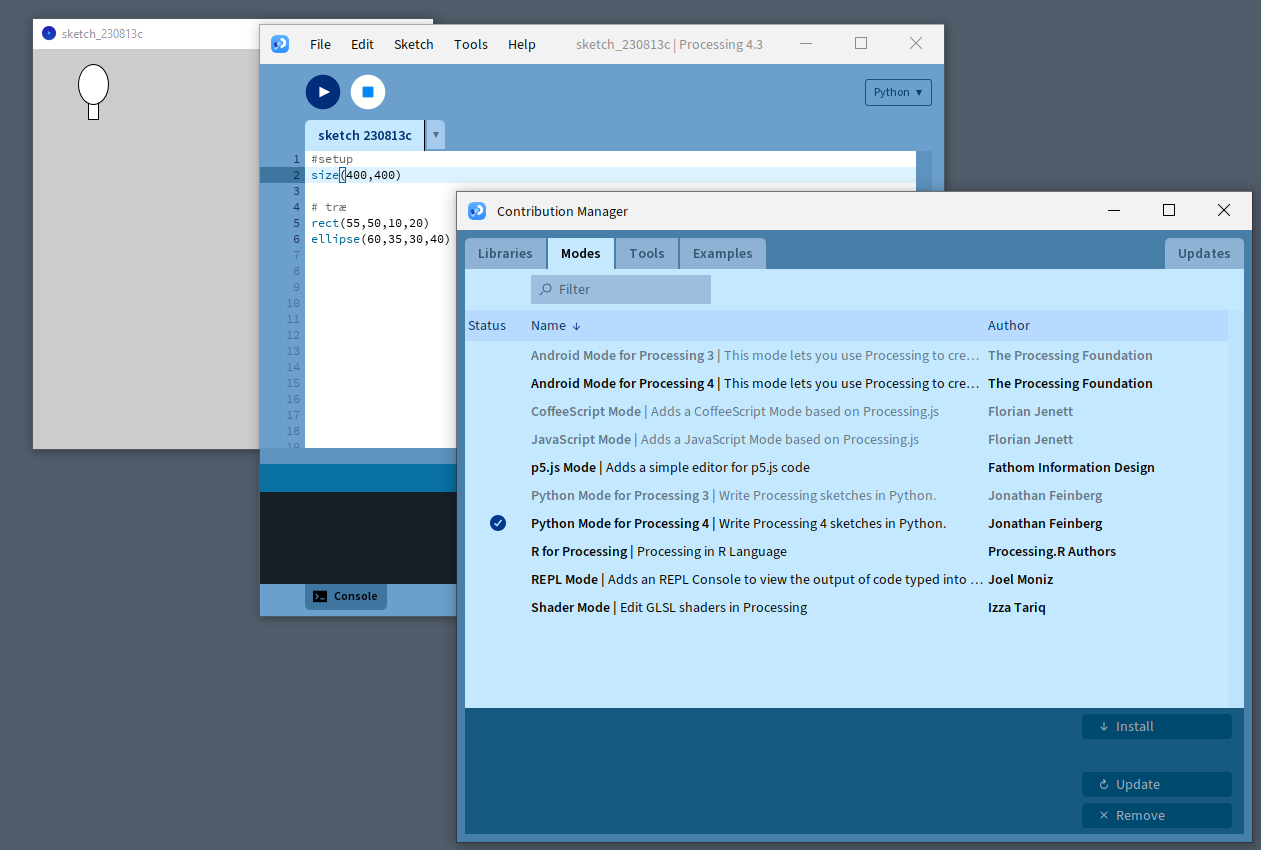 sketch_230813c
File Edit Sketch Tools Help sketch_230813c | Processing 4.3
Python ▾
sketch 230813c ▾
1 #setup
2 size(400,400)
3
4 # træ
5 rect(55,50,10,20)
6 ellipse(60,35,30,40)
7
8
9
10
11
12
13
14
15
16
17
18
19
Console
Contribution Manager
Libraries Modes Tools Examples Updates
Filter
Status Name ↓ Author
Android Mode for Processing 3 | This mode lets you use Processing to cre… The Processing Foundation
Android Mode for Processing 4 | This mode lets you use Processing to cre… The Processing Foundation
CoffeeScript Mode | Adds a CoffeeScript Mode based on Processing.js Florian Jenett
JavaScript Mode | Adds a JavaScript Mode based on Processing.js Florian Jenett
p5.js Mode | Adds a simple editor for p5.js code Fathom Information Design
Python Mode for Processing 3 | Write Processing sketches in Python. Jonathan Feinberg
Python Mode for Processing 4 | Write Processing 4 sketches in Python. Jonathan Feinberg
R for Processing | Processing in R Language Processing.R Authors
REPL Mode | Adds an REPL Console to view the output of code typed into … Joel Moniz
Shader Mode | Edit GLSL shaders in Processing Izza Tariq
↓ Install
Update
× Remove